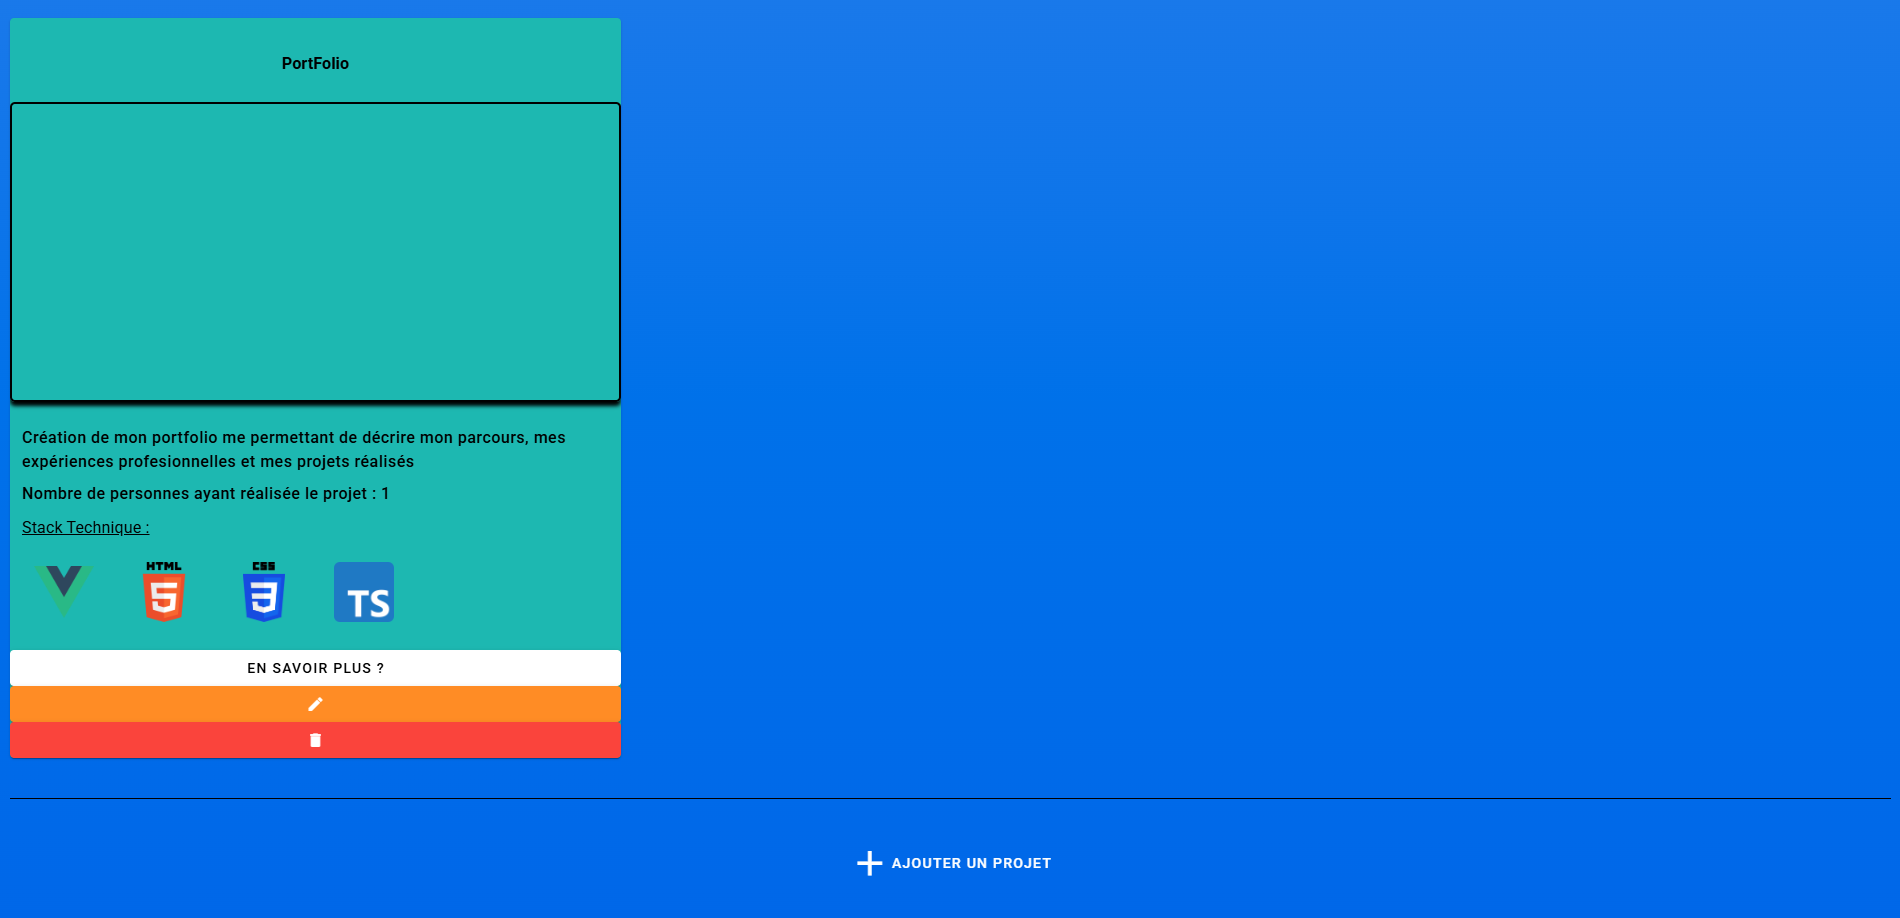 PortFolio
Création de mon portfolio me permettant de décrire mon parcours, mes
expériences profesionnelles et mes projets réalisés
Nombre de personnes ayant réalisée le projet : 1
Stack Technique :
HTML
5
CSS
3
TS
EN SAVOIR PLUS ?
AJOUTER UN PROJET